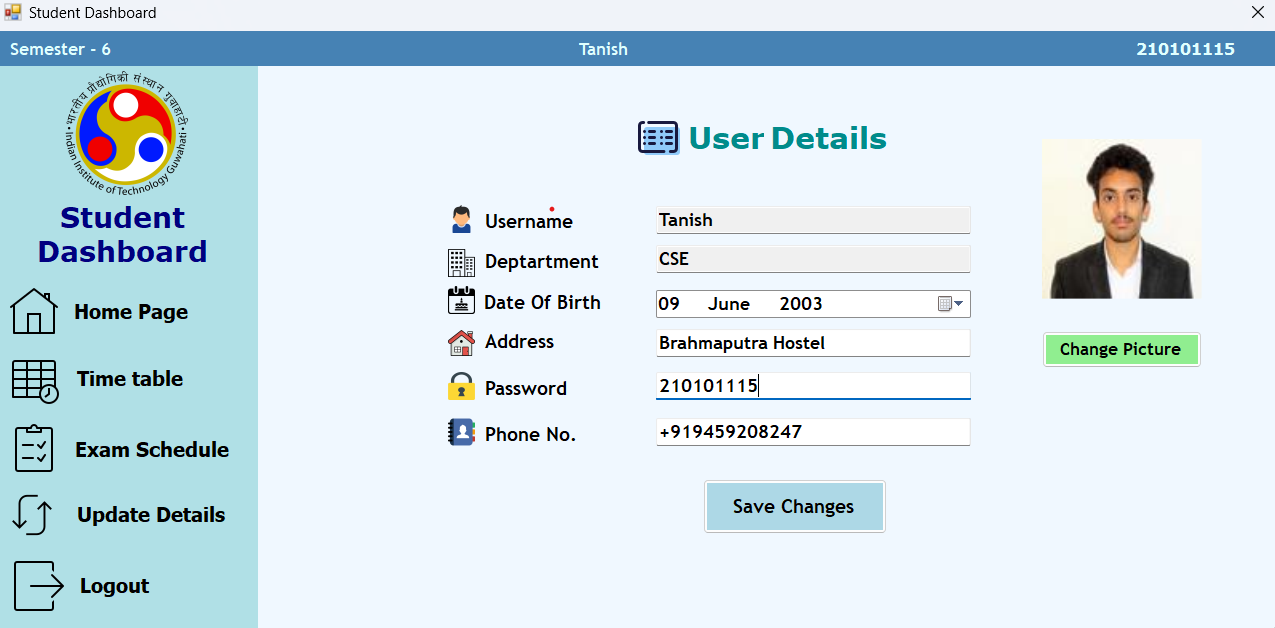 Student Dashboard
Semester - 6
Tanish
210101115
भारतीय प्रौद्योगिकी संस्थान गुवाहाटी
Indian Institute of Technology Guwahati
Student
Dashboard
Home Page
Time table
Exam Schedule
Update Details
Logout
User Details
Username
Tanish
Deptartment
CSE
Date Of Birth
09 June 2003
Address
Brahmaputra Hostel
Password
210101115
Phone No.
+919459208247
Save Changes
Change Picture